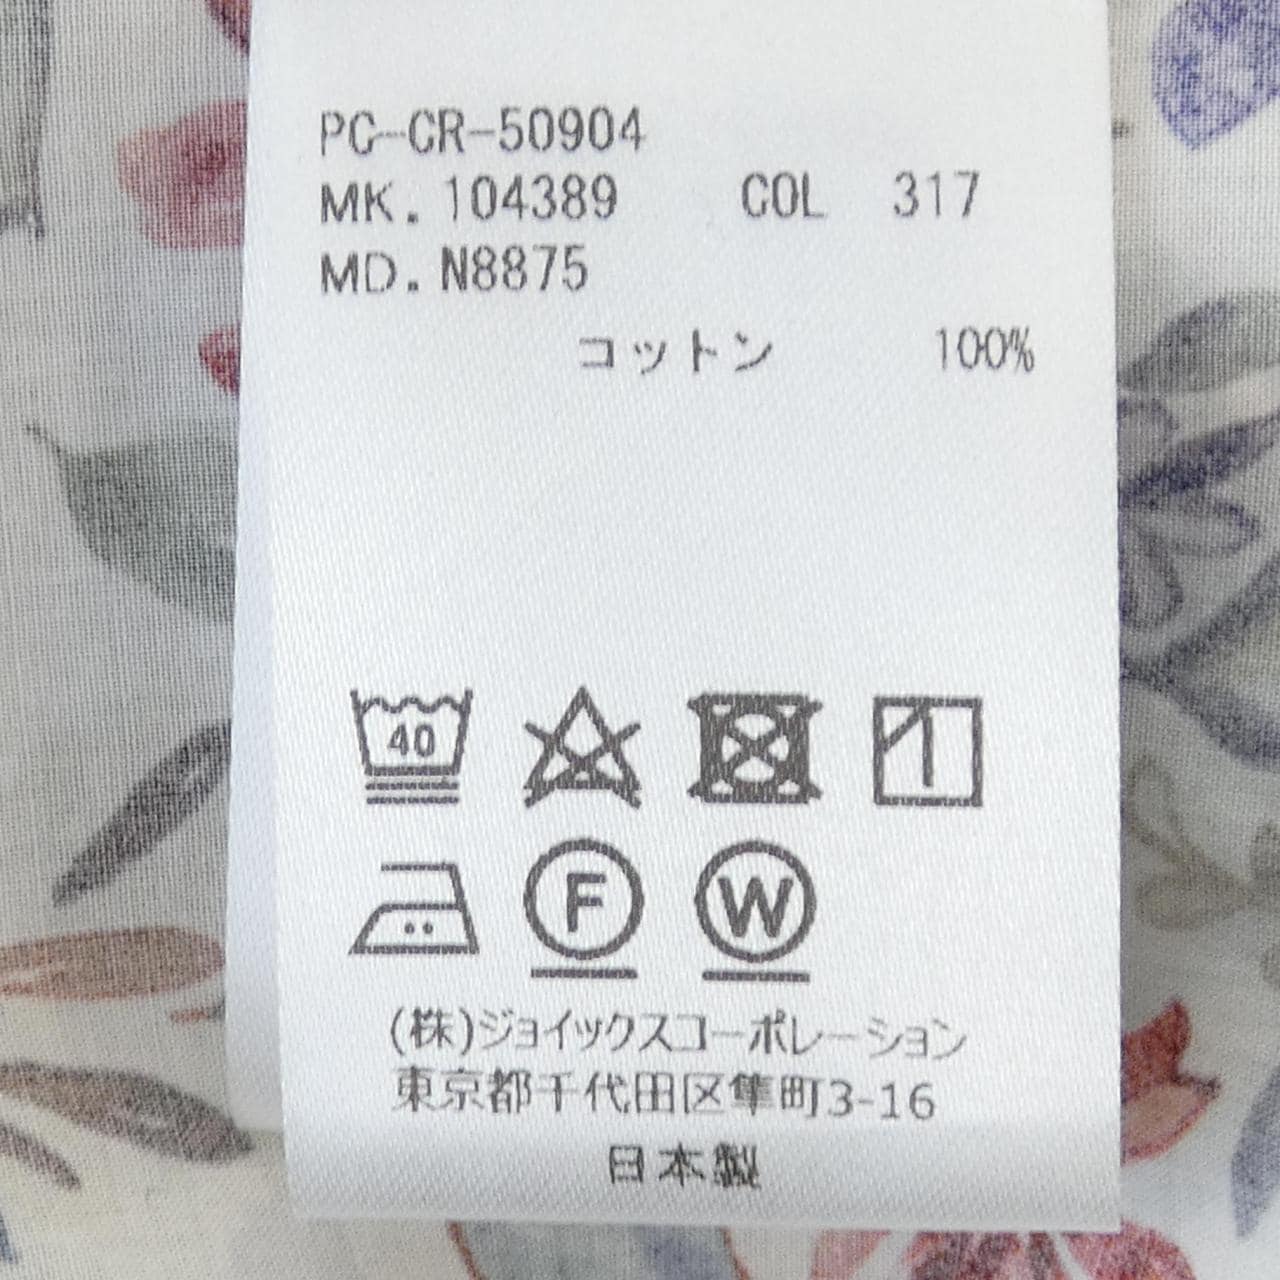 PC-CR-50904
MK. 104389 COL 317
MD. N8875
コットン 100%
40
F W
(株)ジョイックスコーポレーション
東京都千代田区隼町3-16
日本製